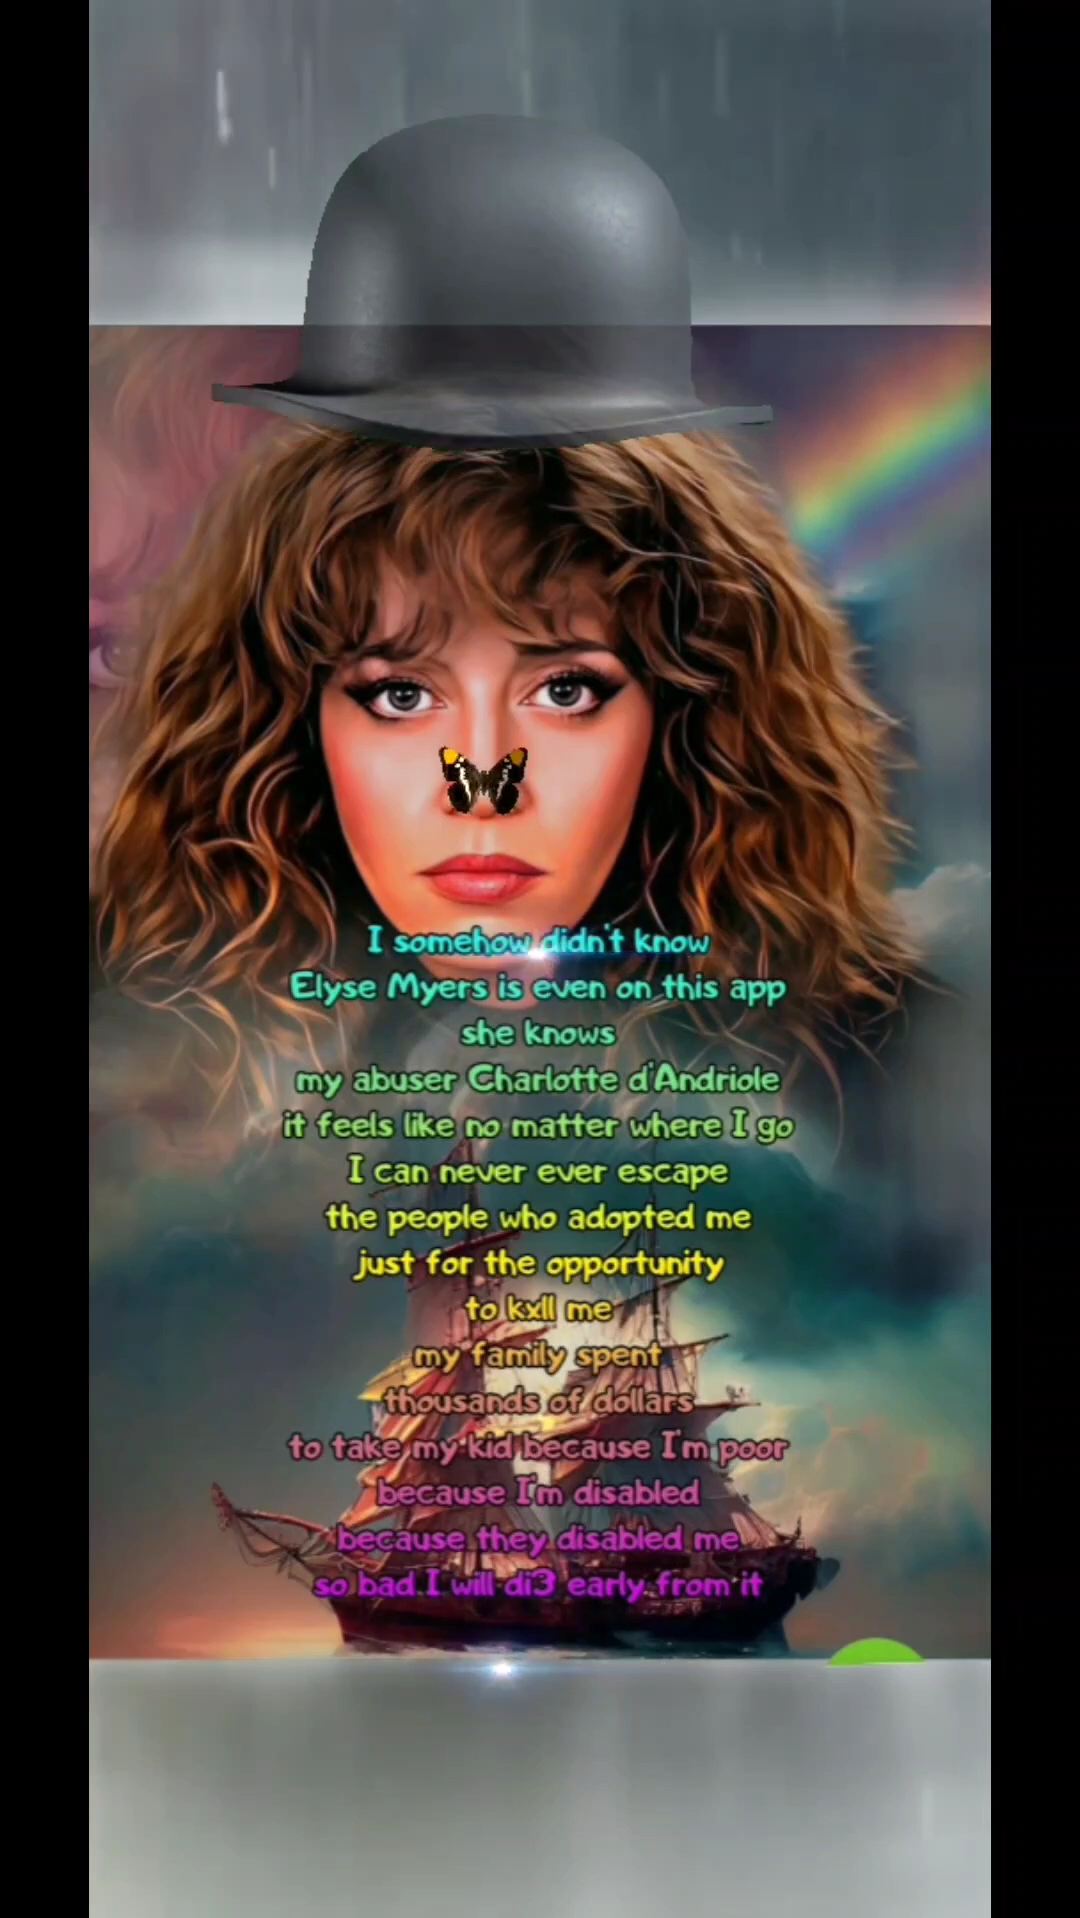 I somehow didn't know
Elyse Myers is even on this app
she knows
my abuser Charlotte d'Andriole
it feels like no matter where I go
I can never ever escape
the people who adopted me
just for the opportunity
to kxll me
my family spent
thousands of dollars
to take my kid because I'm poor
because I'm disabled
because they disabled me
so bad I will di3 early from it